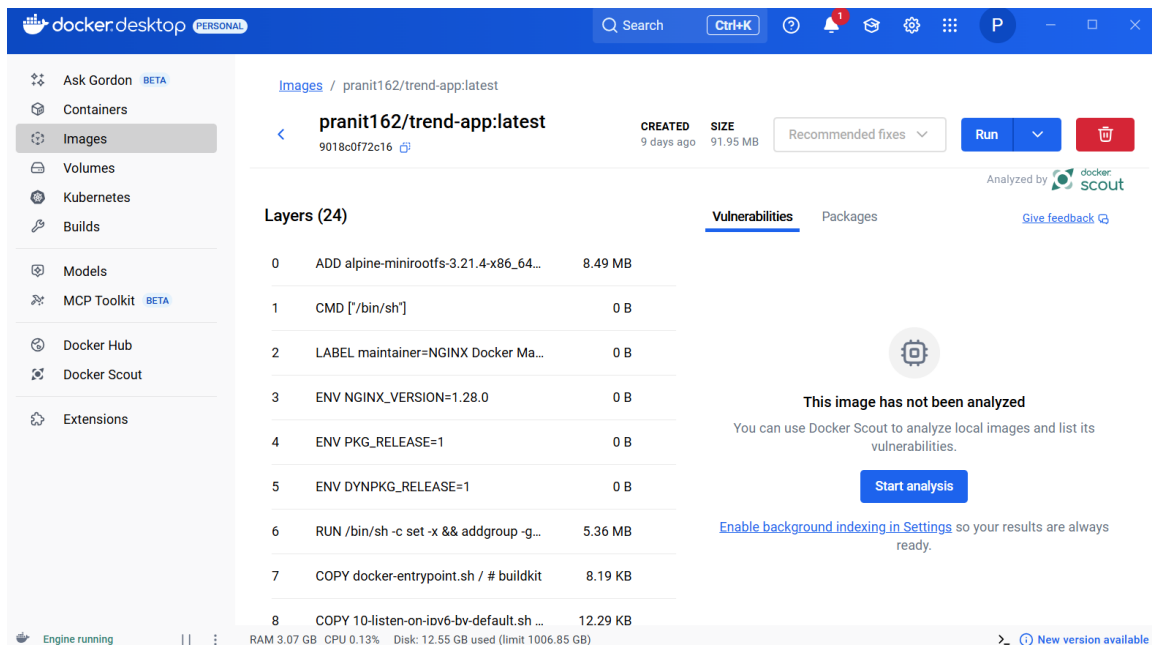 docker.desktop PERSONAL
Search Ctrl+K
1
P
Ask Gordon BETA
Containers
Images
Volumes
Kubernetes
Builds
Models
MCP Toolkit BETA
Docker Hub
Docker Scout
Extensions
Images / pranit162/trend-app:latest
pranit162/trend-app:latest
9018c0f72c16
CREATED
9 days ago
SIZE
91.95 MB
Recommended fixes
Run
Analyzed by docker scout
Layers (24)
0 ADD alpine-minirootfs-3.21.4-x86_64... 8.49 MB
1 CMD ["/bin/sh"] 0 B
2 LABEL maintainer=NGINX Docker Ma... 0 B
3 ENV NGINX_VERSION=1.28.0 0 B
4 ENV PKG_RELEASE=1 0 B
5 ENV DYNPKG_RELEASE=1 0 B
6 RUN /bin/sh -c set -x && addgroup -g... 5.36 MB
7 COPY docker-entrypoint.sh / # buildkit 8.19 KB
8 COPY 10-listen-on-ipv6-by-default.sh ... 12.29 KB
Vulnerabilities Packages
Give feedback
This image has not been analyzed
You can use Docker Scout to analyze local images and list its
vulnerabilities.
Start analysis
Enable background indexing in Settings so your results are always
ready.
Engine running
RAM 3.07 GB CPU 0.13% Disk: 12.55 GB used (limit 1006.85 GB)
New version available